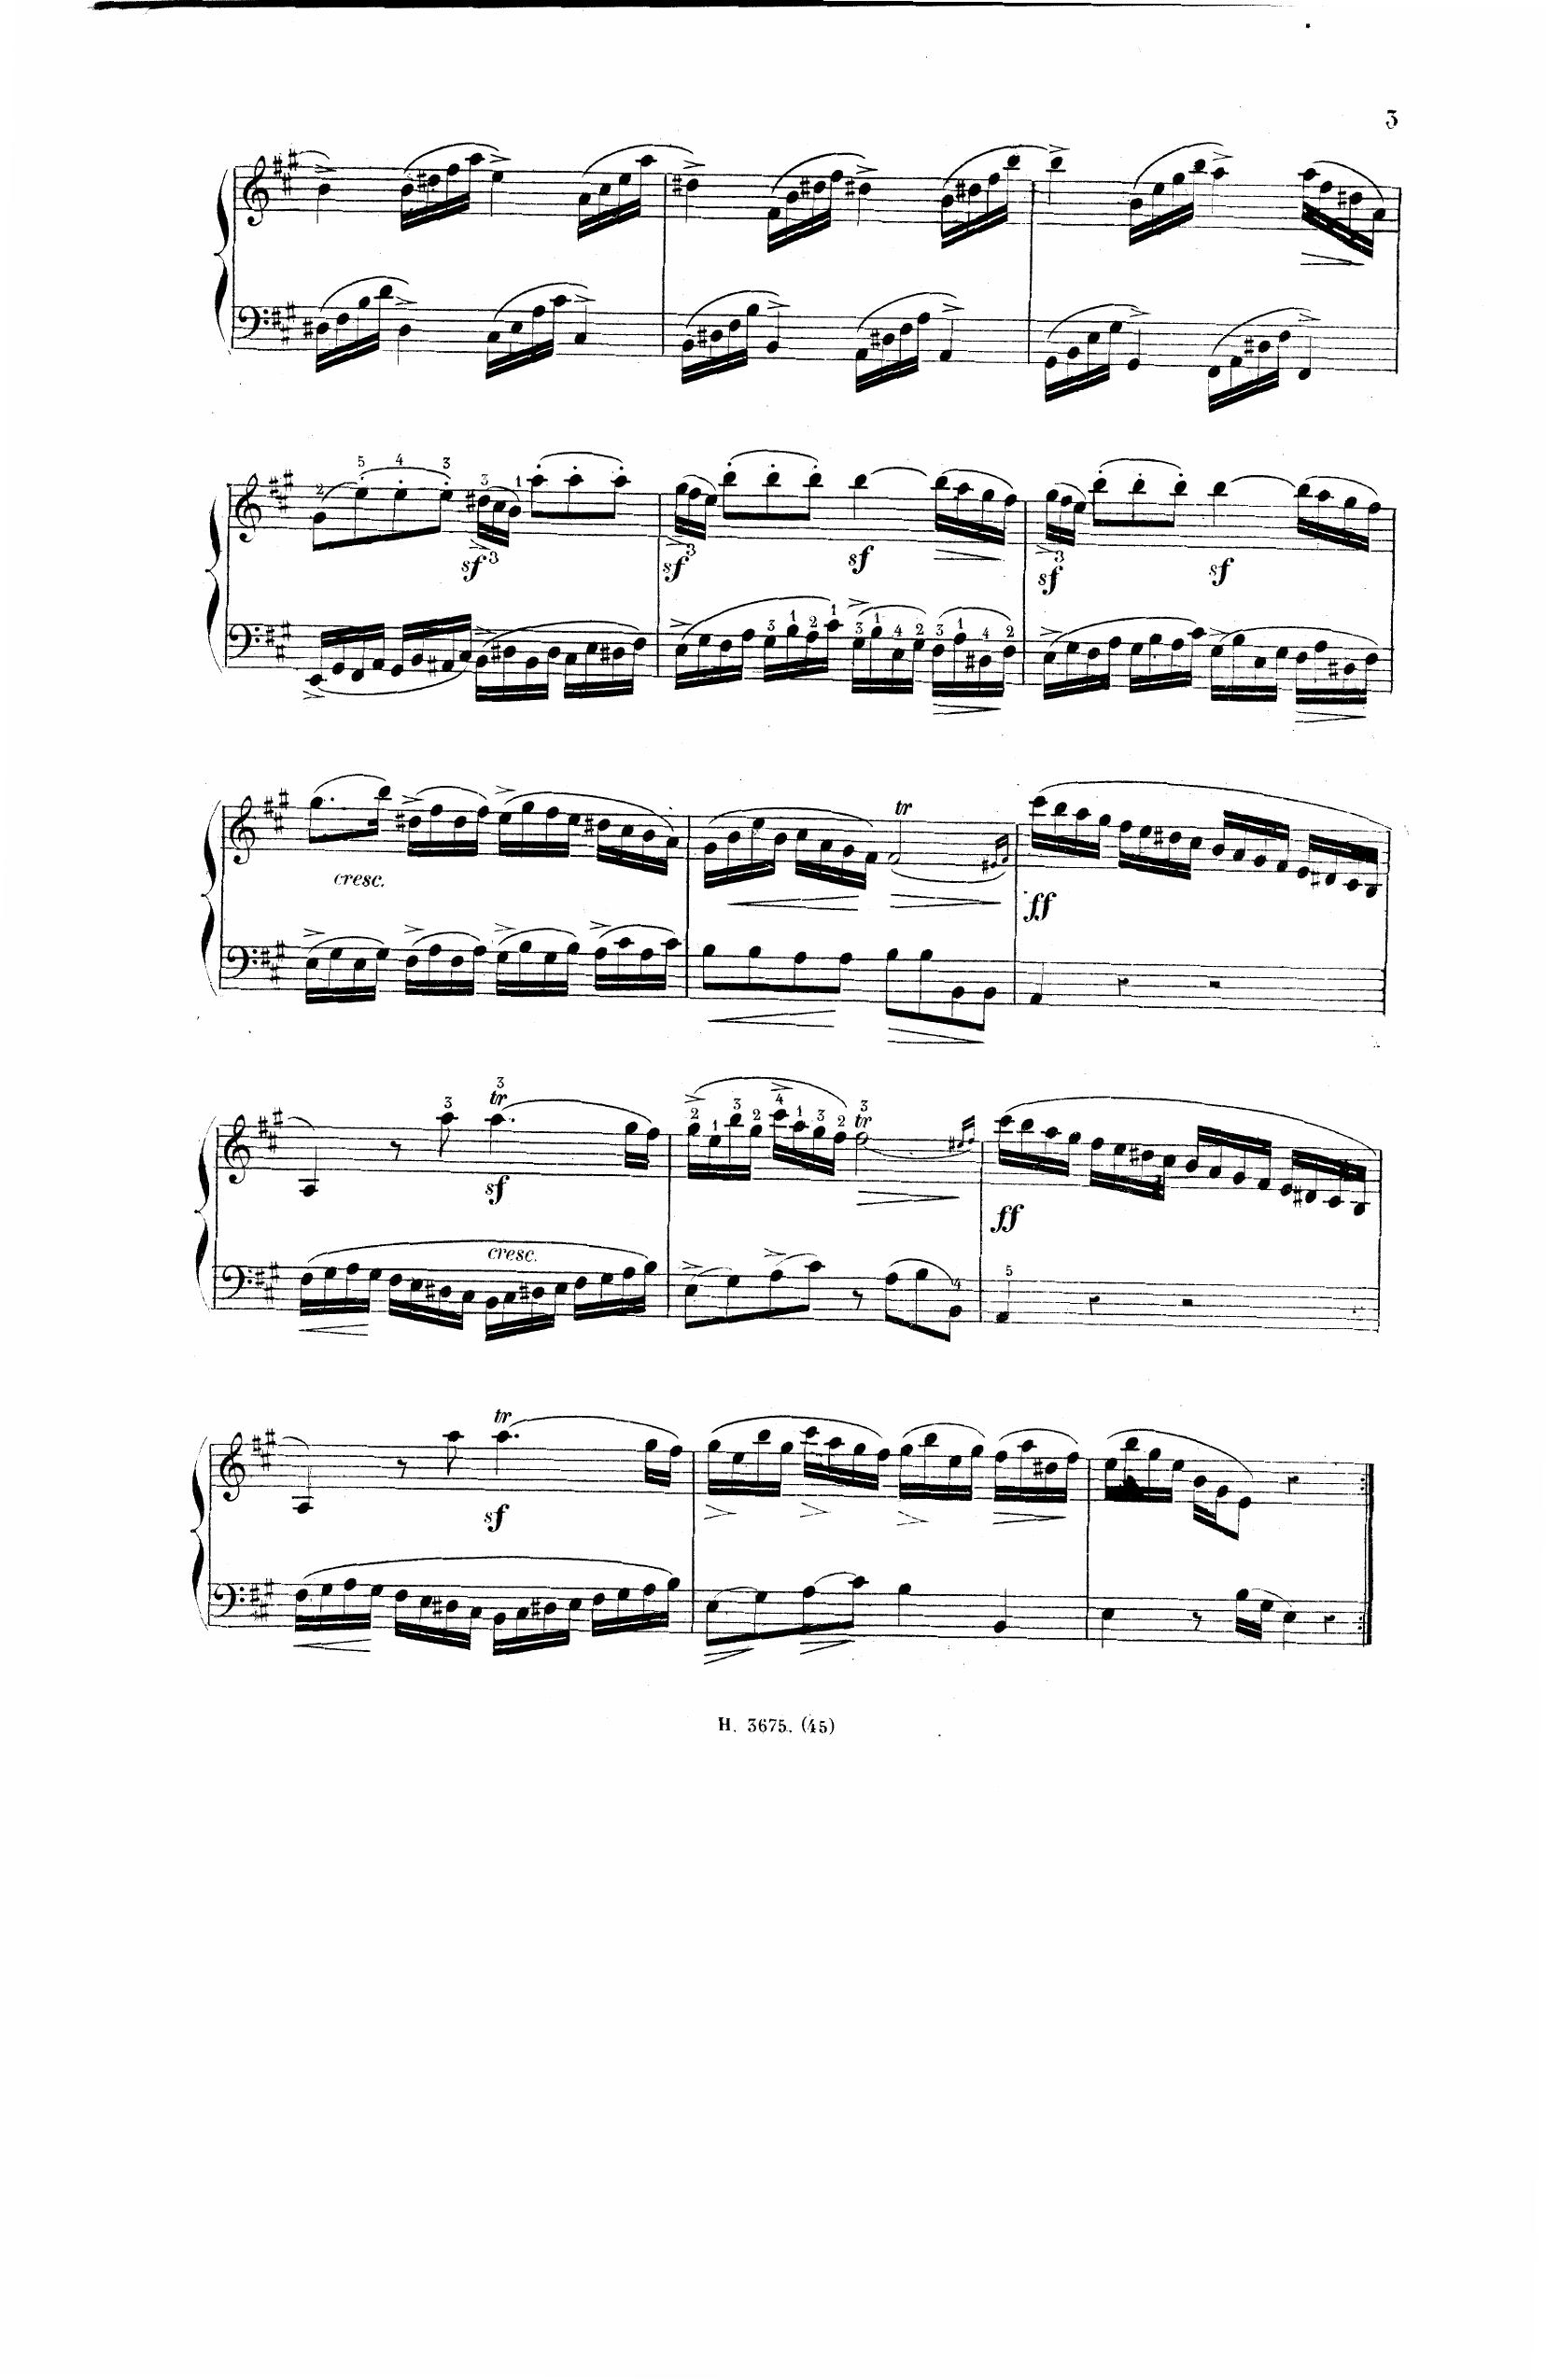 3
2 5 4 3 3 1
sf 3 sf 3 sf sf 3 sf
3 1 2 1 3 1 4 2 3 1 4 2
tr
cresc.
ff
3 3 tr 2 1 3 2 4 1 3 2 3 tr
sf ff
cresc.
4 5
tr
sf
H. 3675. (45)